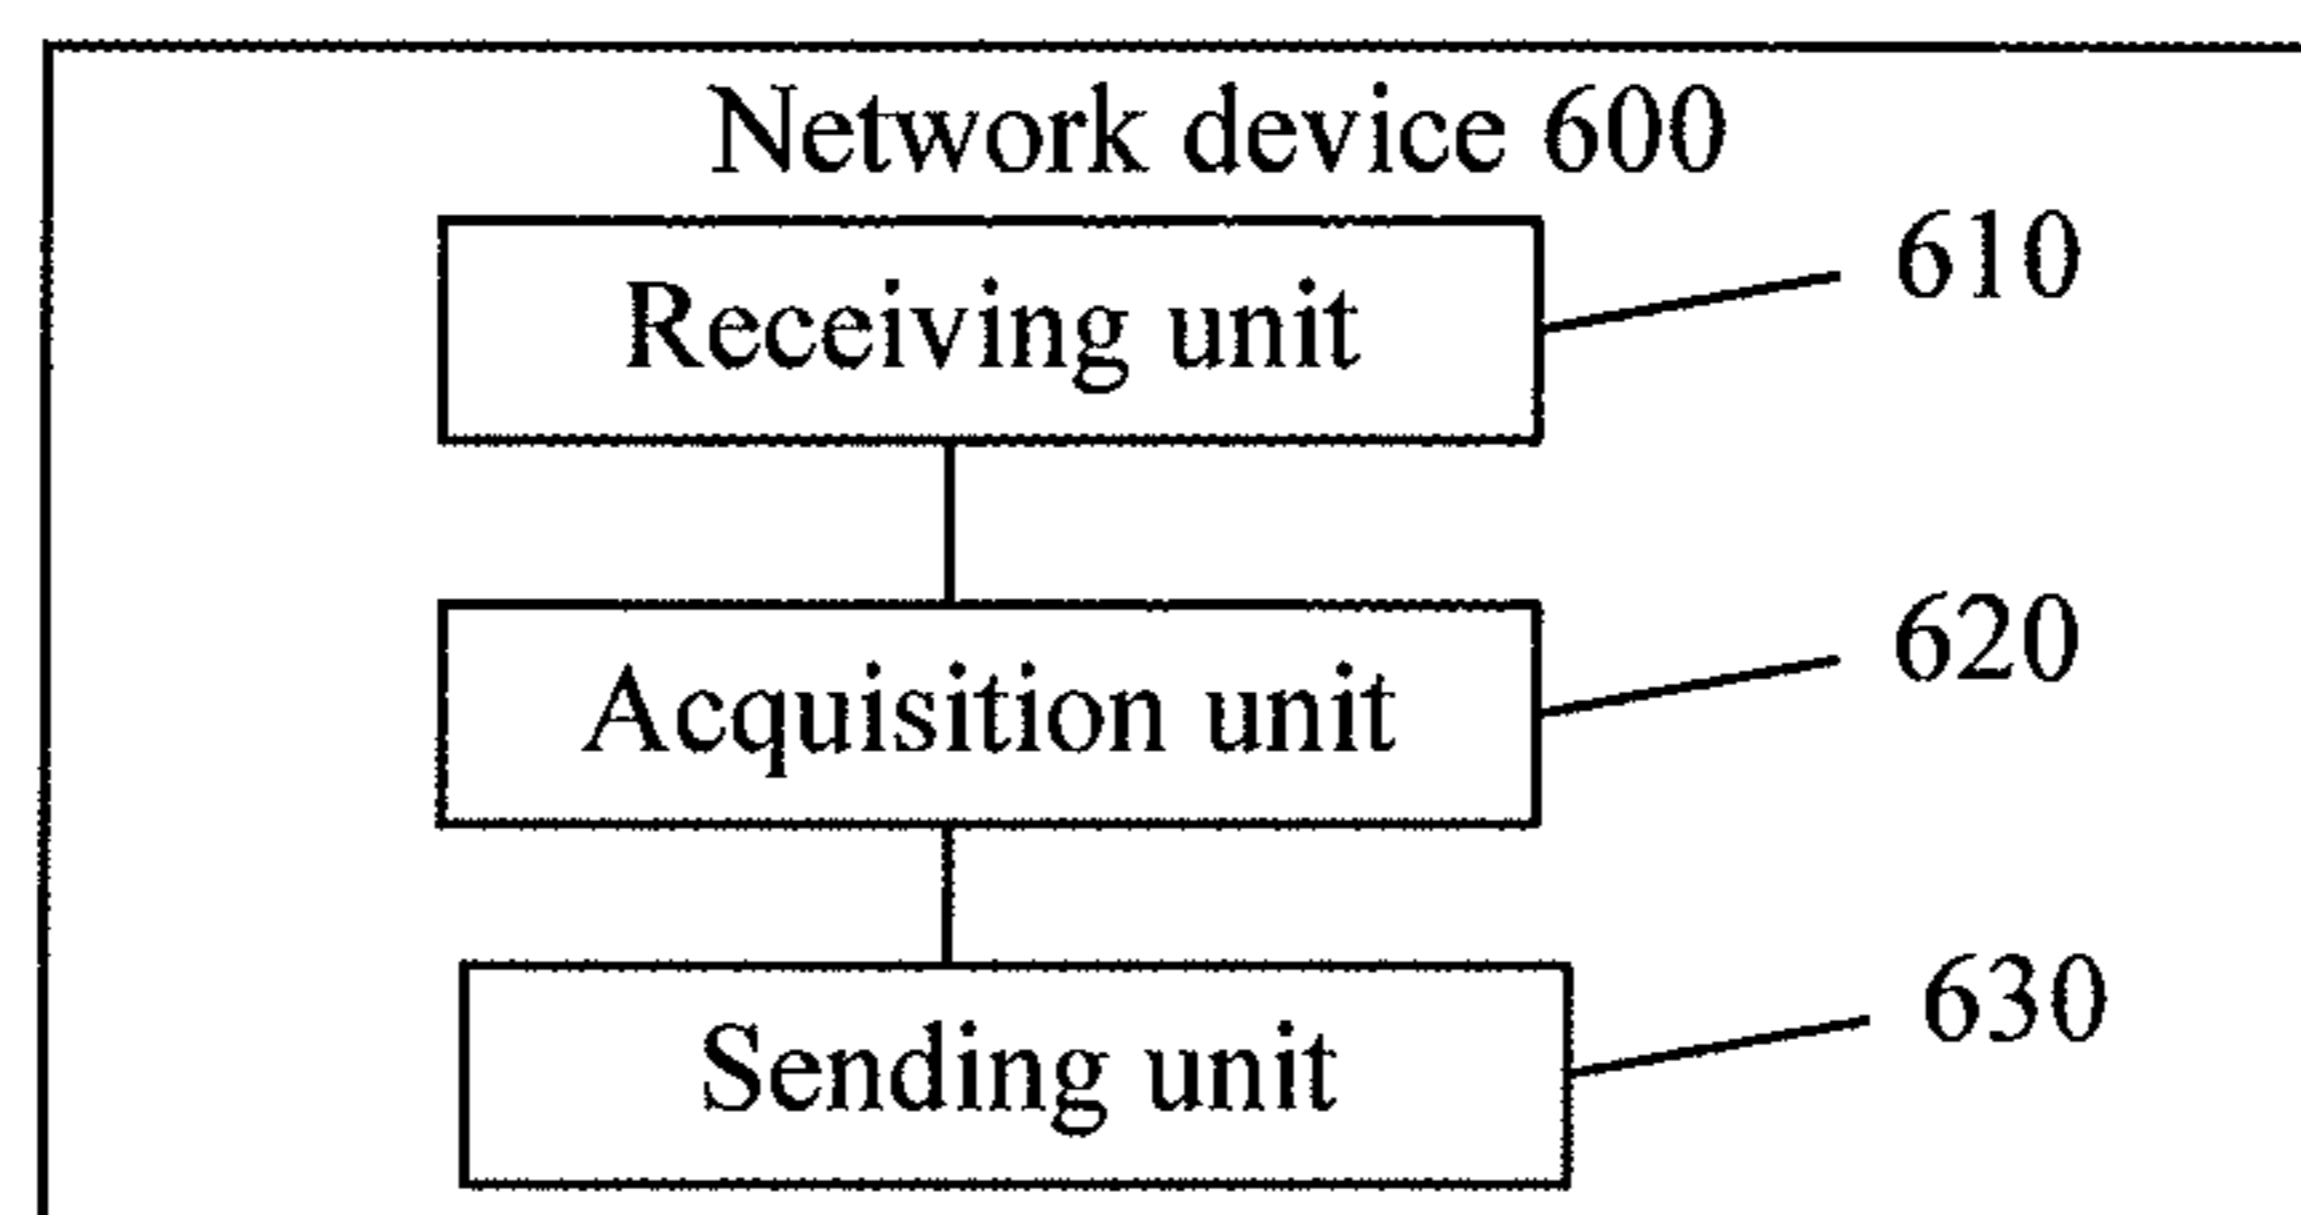 Network device 600
Receiving unit
610
Acquisition unit
620
Sending unit
630